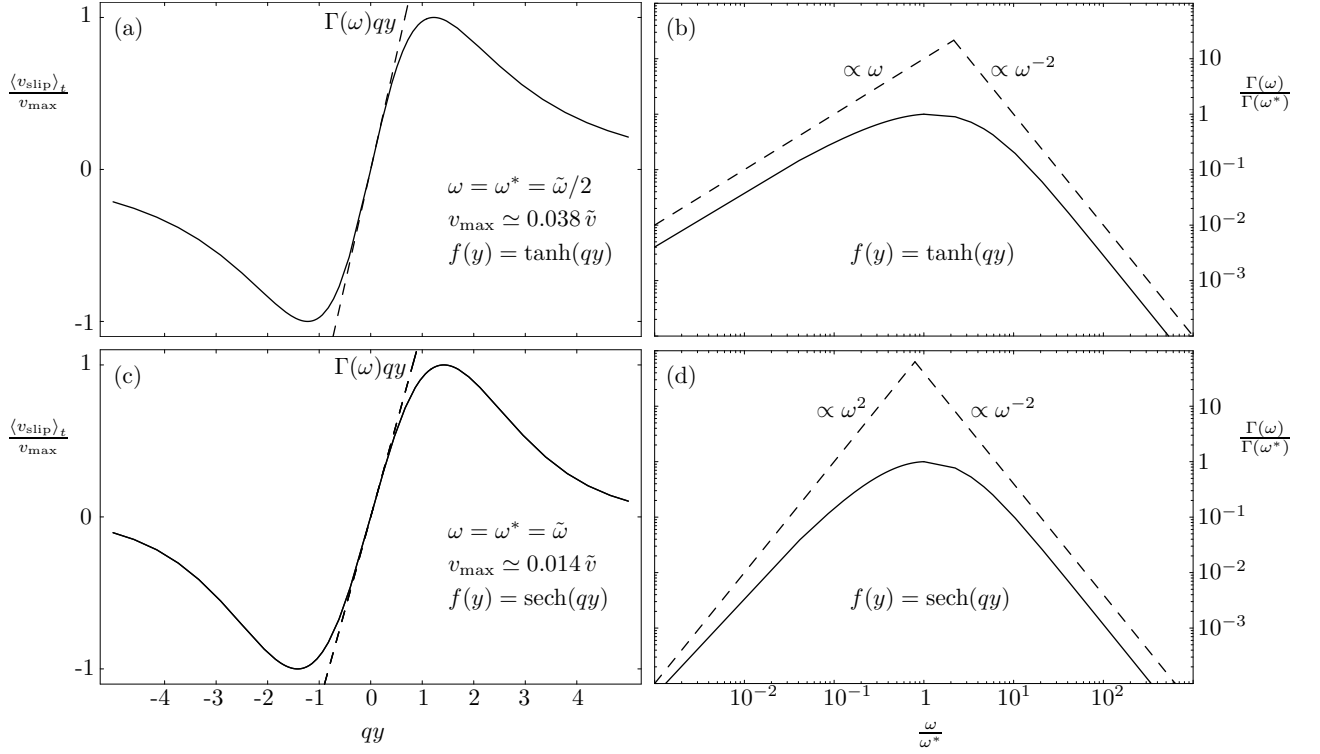 (a)
Γ(ω)qy
1
0
-1
⟨v_slip⟩_t / v_max
ω = ω* = ω̃/2
v_max ≃ 0.038 ṽ
f(y) = tanh(qy)
(b)
∝ ω
∝ ω^−2
f(y) = tanh(qy)
10
1
10^−1
10^−2
10^−3
Γ(ω) / Γ(ω*)
(c)
Γ(ω)qy
1
0
-1
⟨v_slip⟩_t / v_max
ω = ω* = ω̃
v_max ≃ 0.014 ṽ
f(y) = sech(qy)
-4 -3 -2 -1 0 1 2 3 4
qy
(d)
∝ ω^2
∝ ω^−2
f(y) = sech(qy)
10
1
10^−1
10^−2
10^−3
Γ(ω) / Γ(ω*)
10^−2 10^−1 1 10^1 10^2
ω / ω*